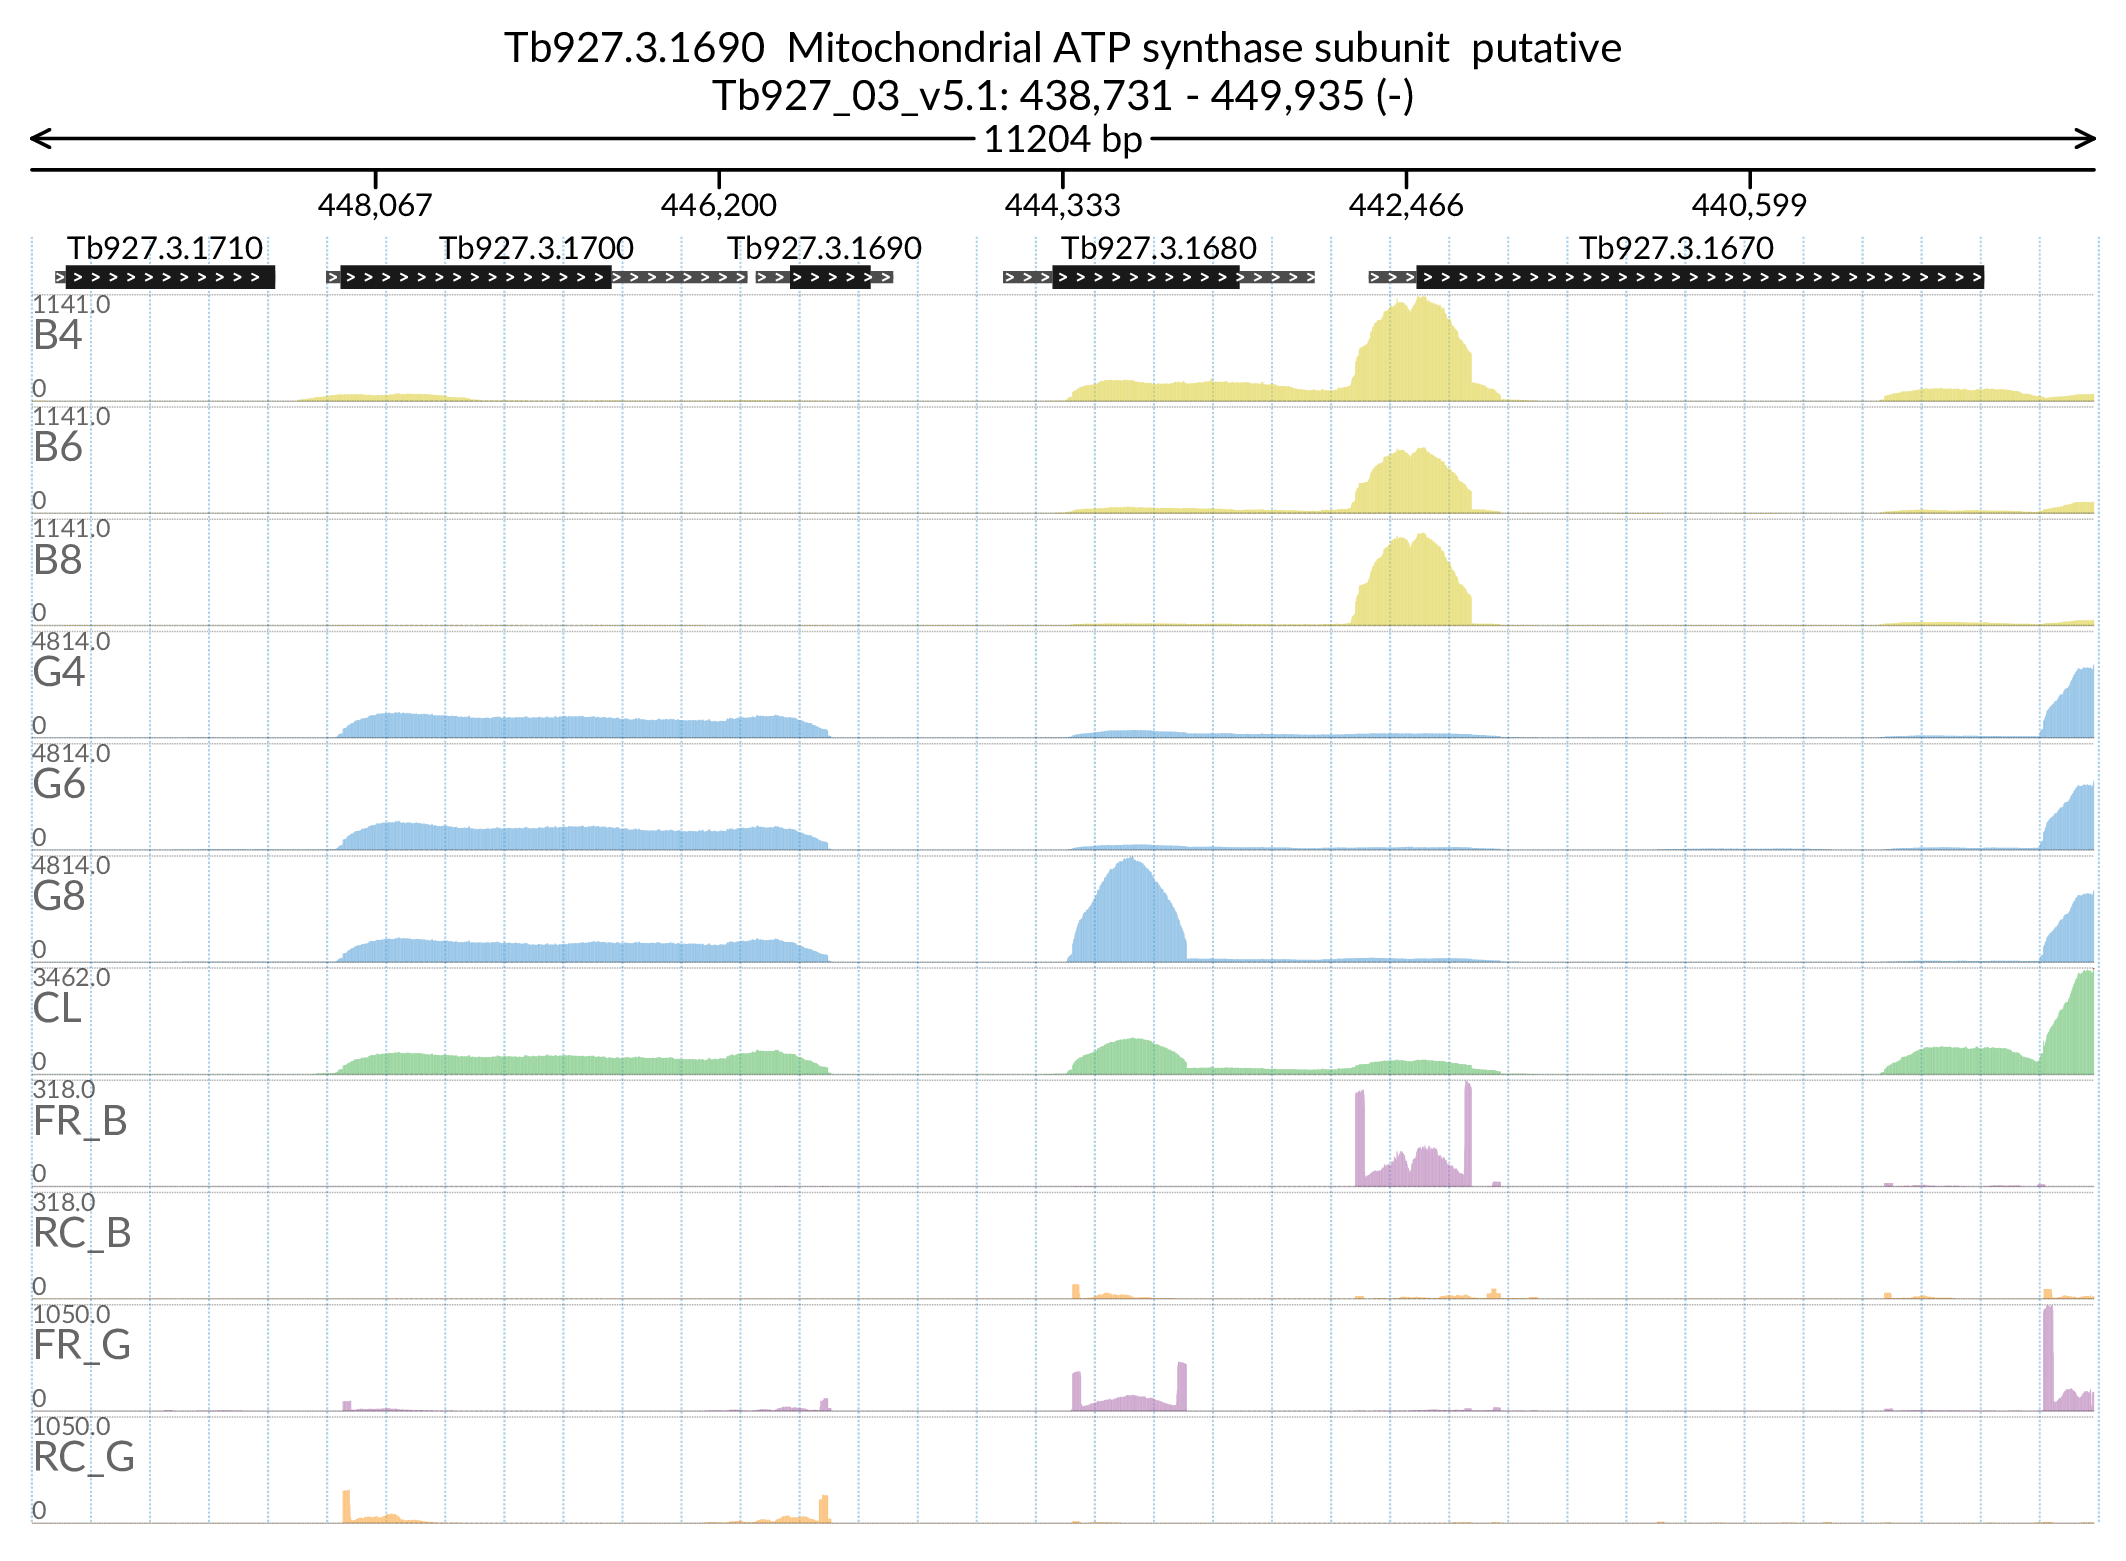 Tb927.3.1690 Mitochondrial ATP synthase subunit putative
Tb927_03_v5.1: 438,731 - 449,935 (-)
11204 bp
448,067 446,200 444,333 442,466 440,599
Tb927.3.1710 Tb927.3.1700 Tb927.3.1690 Tb927.3.1680 Tb927.3.1670
1141.0
B4
0
1141.0
B6
0
1141.0
B8
0
4814.0
G4
0
4814.0
G6
0
4814.0
G8
0
3462.0
CL
0
318.0
FR_B
0
318.0
RC_B
0
1050.0
FR_G
0
1050.0
RC_G
0